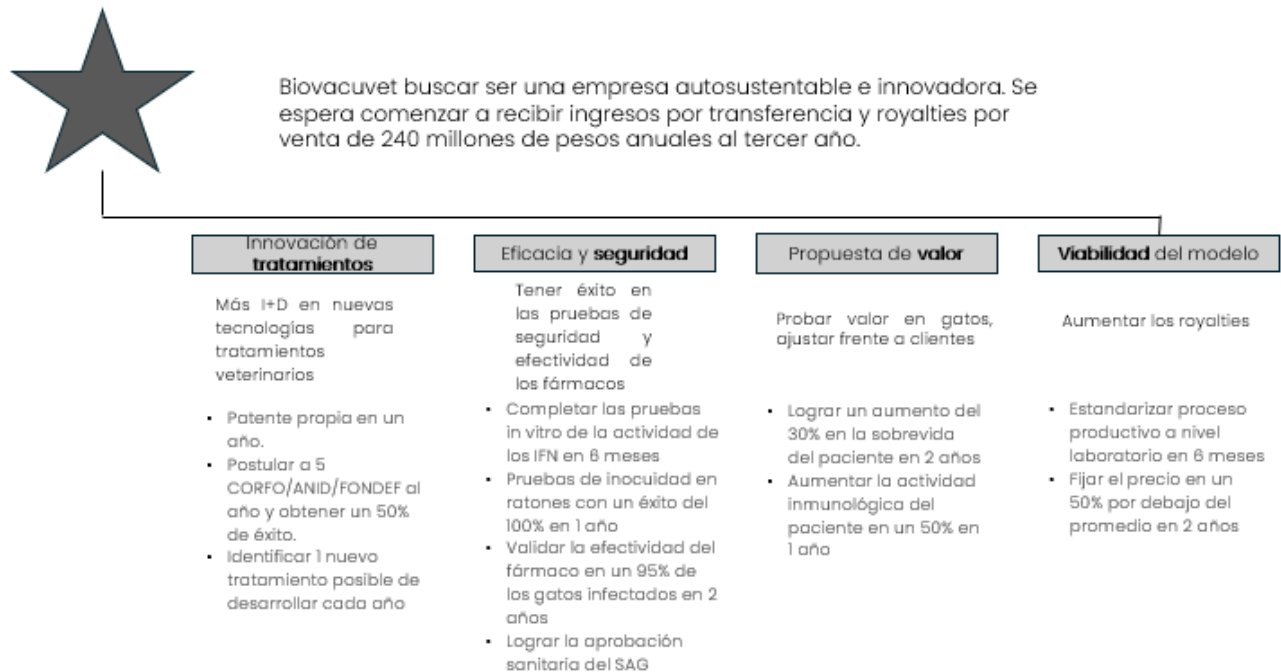 Biovacuvet buscar ser una empresa autosustentable e innovadora. Se
espera comenzar a recibir ingresos por transferencia y royalties por
venta de 240 millones de pesos anuales al tercer año.
Innovación de
tratamientos
Más I+D en nuevas
tecnologías para
tratamientos
veterinarios
▪ Patente propia en un
año.
▪ Postular a 5
CORFO/ANID/FONDEF al
año y obtener un 50%
de éxito.
▪ Identificar 1 nuevo
tratamiento posible de
desarrollar cada año
Eficacia y seguridad
Tener éxito en
las pruebas de
seguridad y
efectividad de
los fármacos
▪ Completar las pruebas
in vitro de la actividad de
los IFN en 6 meses
▪ Pruebas de inocuidad en
ratones con un éxito del
100% en 1 año
▪ Validar la efectividad del
fármaco en un 95% de
los gatos infectados en 2
años
▪ Lograr la aprobación
sanitaria del SAG
Propuesta de valor
Probar valor en gatos,
ajustar frente a clientes
▪ Lograr un aumento del
30% en la sobrevida
del paciente en 2 años
▪ Aumentar la actividad
inmunológica del
paciente en un 50% en
1 año
Viabilidad del modelo
Aumentar los royalties
▪ Estandarizar proceso
productivo a nivel
laboratorio en 6 meses
▪ Fijar el precio en un
50% por debajo del
promedio en 2 años